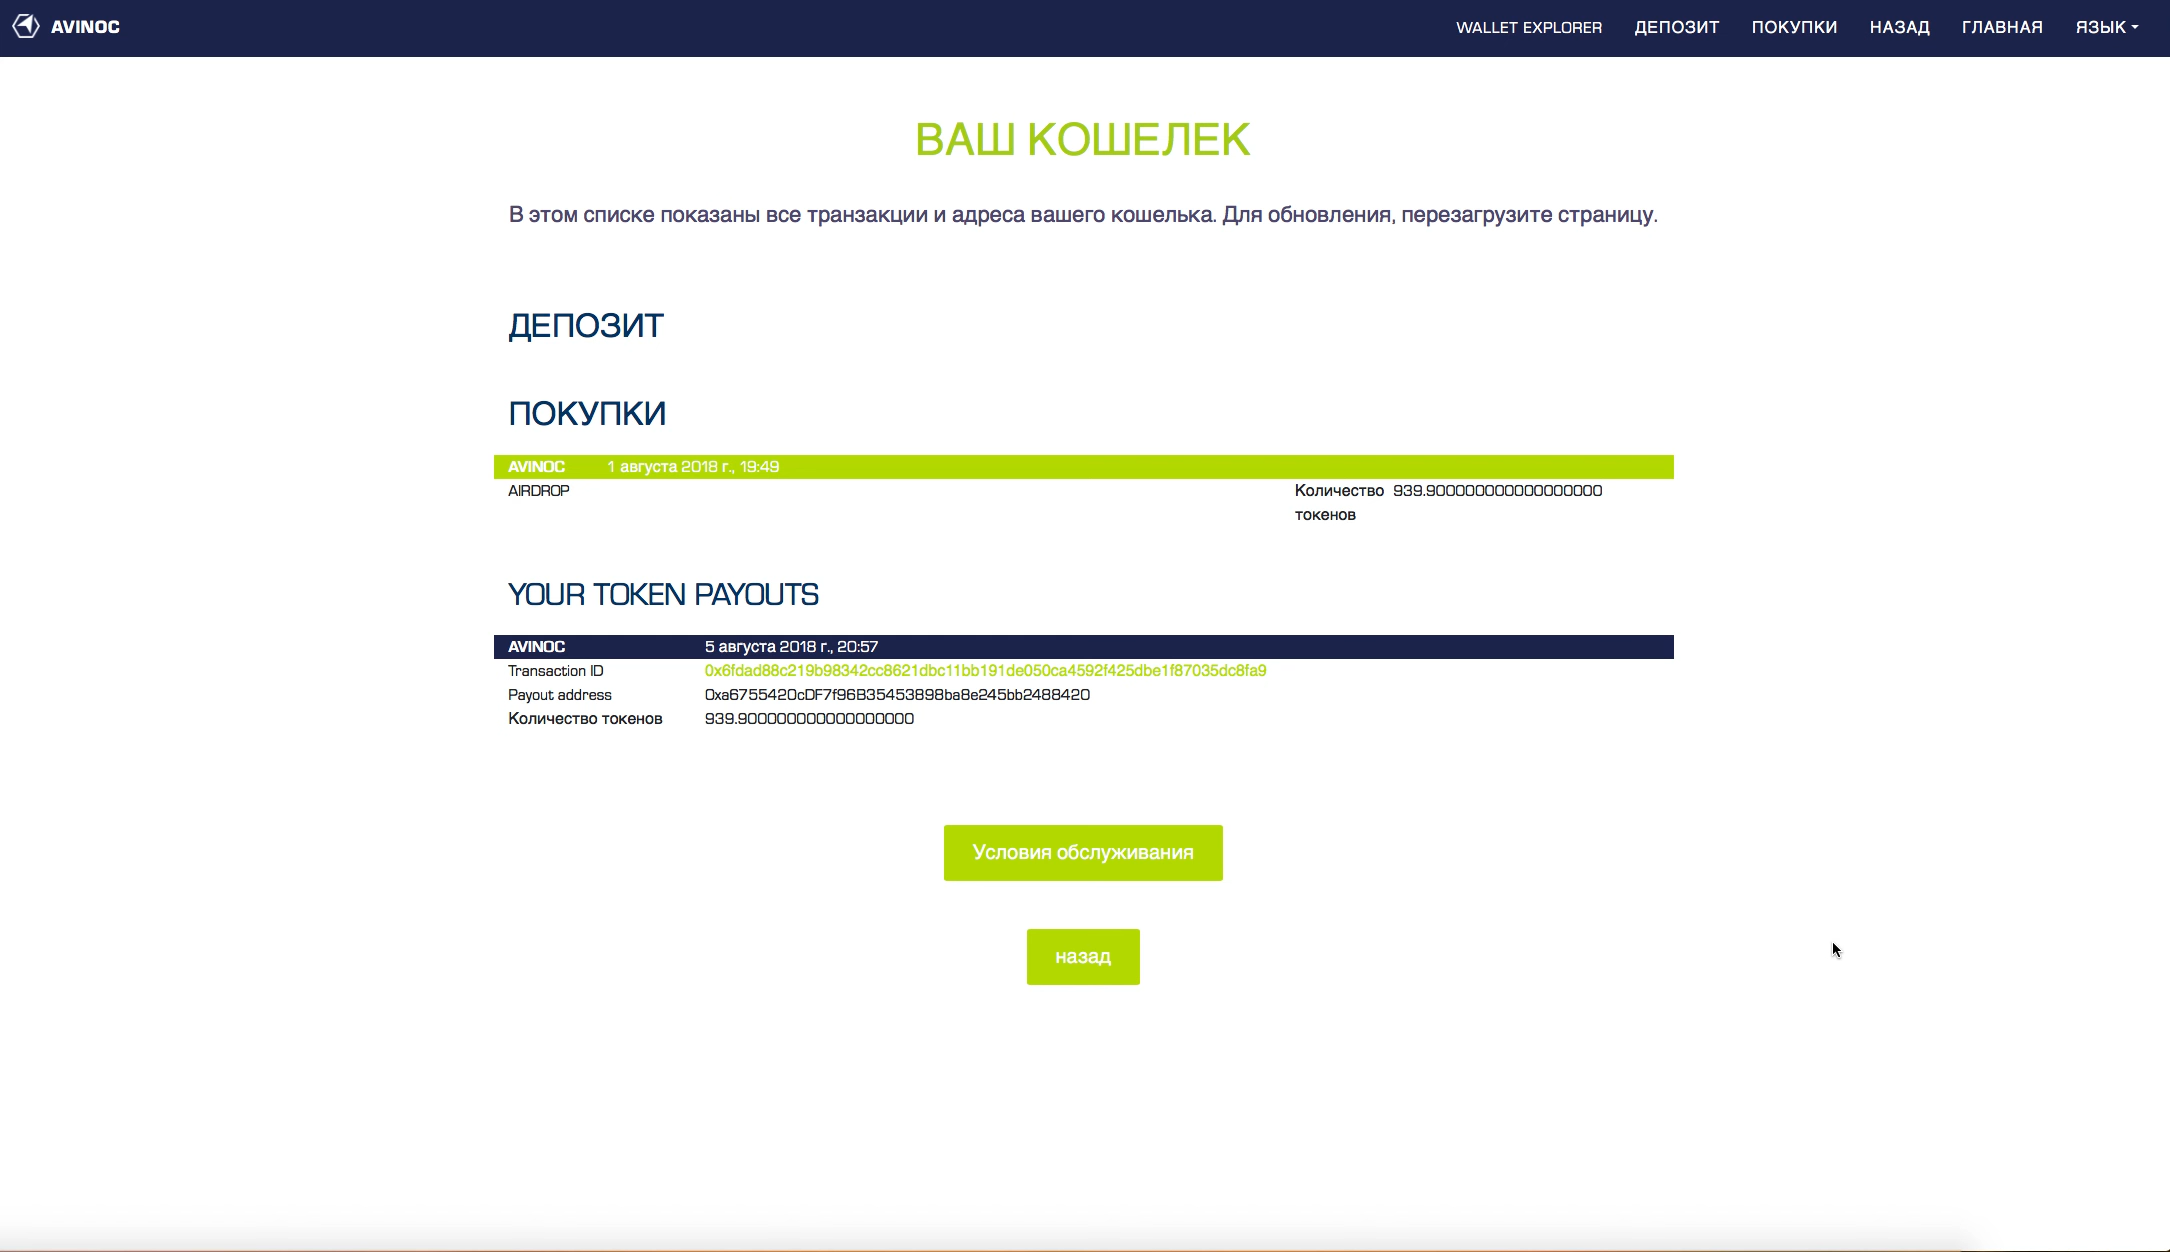 AVINOC
WALLET EXPLORER ДЕПОЗИТ ПОКУПКИ НАЗАД ГЛАВНАЯ ЯЗЫК
ВАШ КОШЕЛЕК
В этом списке показаны все транзакции и адреса вашего кошелька. Для обновления, перезагрузите страницу.
ДЕПОЗИТ
ПОКУПКИ
AVINOC 1 августа 2018 г., 19:49
AIRDROP Количество токенов 939.900000000000000000
YOUR TOKEN PAYOUTS
AVINOC 5 августа 2018 г., 20:57
Transaction ID 0x6fdad88c219b98342cc8621dbc11bb191de050ca4592f425dbe1f87035dc8fa9
Payout address 0xa6755420cDF7f96B35453898ba8e245bb2488420
Количество токенов 939.900000000000000000
Условия обслуживания
назад